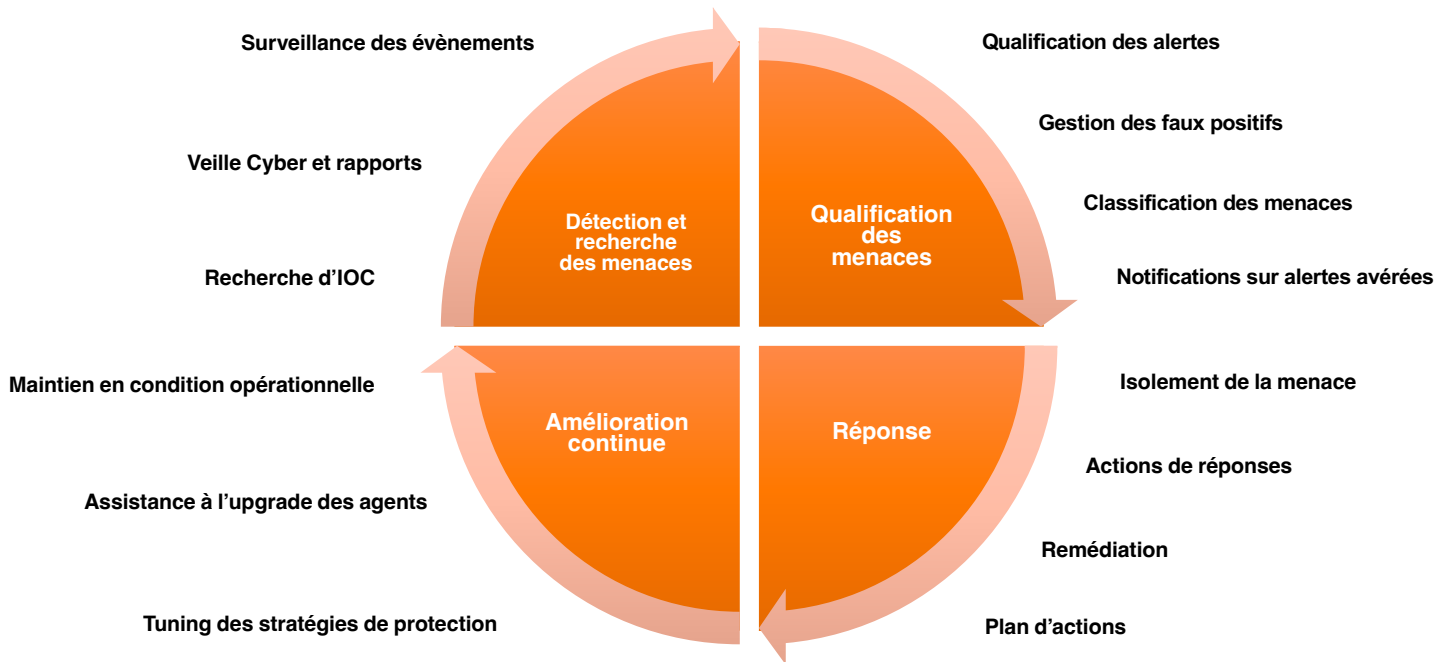 Surveillance des évènements
Veille Cyber et rapports
Recherche d'IOC
Détection et
recherche
des menaces
Qualification
des
menaces
Qualification des alertes
Gestion des faux positifs
Classification des menaces
Notifications sur alertes avérées
Maintien en condition opérationnelle
Assistance à l'upgrade des agents
Tuning des stratégies de protection
Amélioration
continue
Réponse
Isolement de la menace
Actions de réponses
Remédiation
Plan d'actions